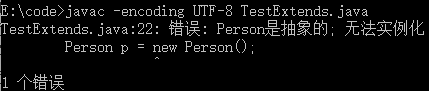 E:\code>javac -encoding UTF-8 TestExtends.java
TestExtends.java:22: 错误: Person是抽象的; 无法实例化
        Person p = new Person();
                   ^
1 个错误